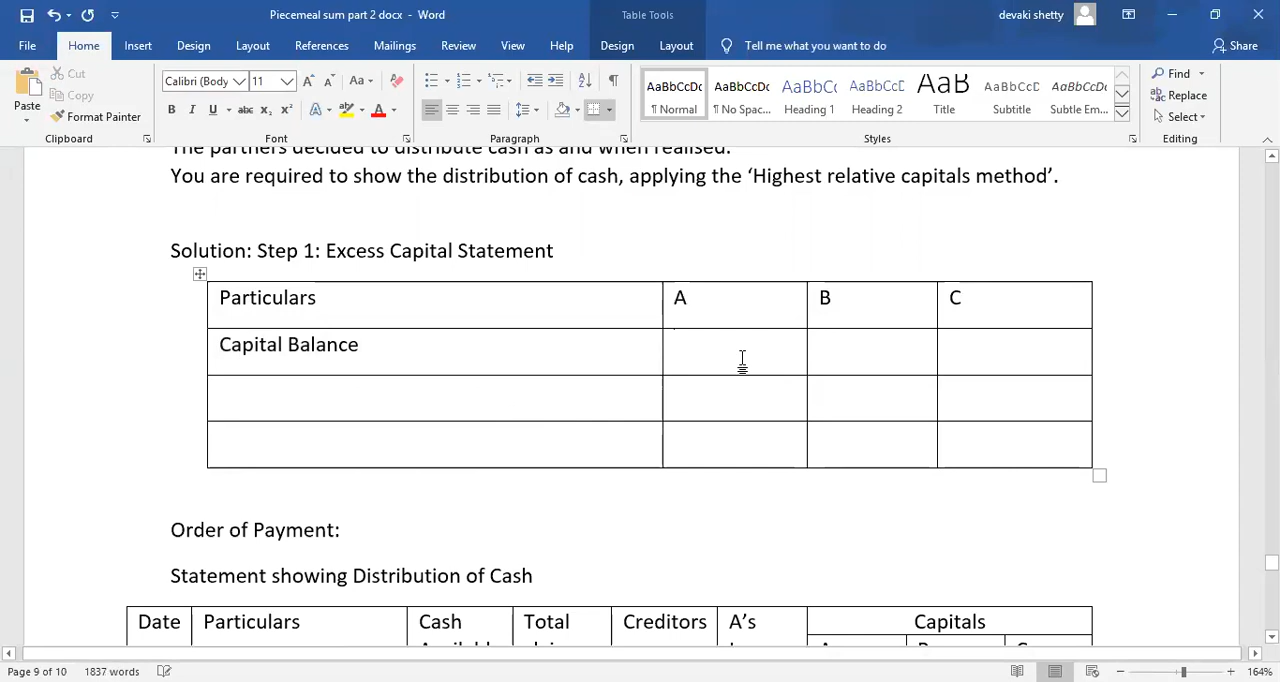 Piecemeal sum part 2 docx - Word
Table Tools
devaki shetty
File
Home
Insert
Design
Layout
References
Mailings
Review
View
Help
Design
Layout
Tell me what you want to do
Share
Paste
Cut
Copy
Format Painter
Clipboard
Calibri (Body
11
Font
Paragraph
AaBbCcDc
¶ Normal
AaBbCcDc
¶ No Spac...
AaBbCc
Heading 1
AaBbCcD
Heading 2
AaB
Title
AaBbCcD
Subtitle
AaBbCcDc
Subtle Em...
Styles
Find
Replace
Select
Editing
The partners decided to distribute cash as and when realised.
You are required to show the distribution of cash, applying the ‘Highest relative capitals method’.
Solution: Step 1: Excess Capital Statement
Particulars A B C
Capital Balance
Order of Payment:
Statement showing Distribution of Cash
Date Particulars Cash Total Creditors A’s Capitals
Page 9 of 10
1837 words
164%